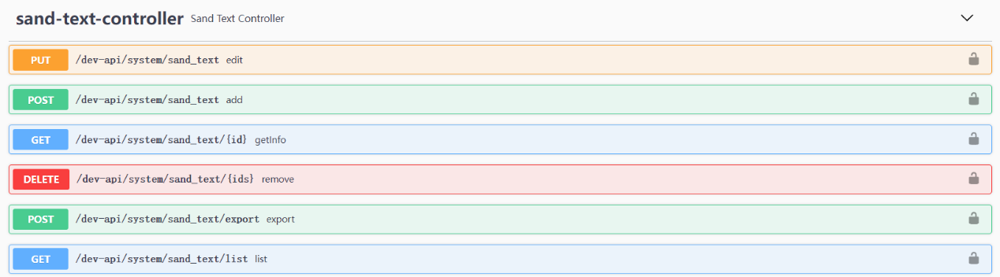 sand-text-controller Sand Text Controller
PUT /dev-api/system/sand_text edit
POST /dev-api/system/sand_text add
GET /dev-api/system/sand_text/{id} getInfo
DELETE /dev-api/system/sand_text/{ids} remove
POST /dev-api/system/sand_text/export export
GET /dev-api/system/sand_text/list list